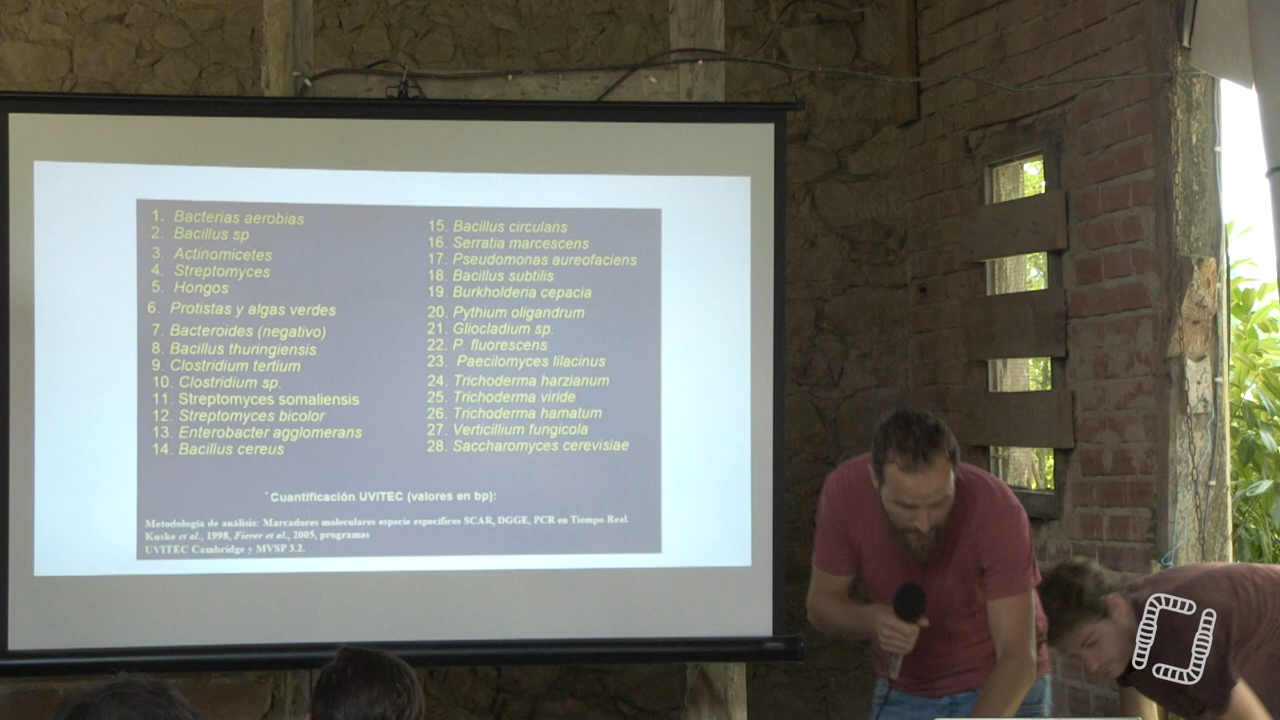 1. Bacterias aerobias
2. Bacillus sp
3. Actinomicetes
4. Streptomyces
5. Hongos
6. Protistas y algas verdes
7. Bacteroides (negativo)
8. Bacillus thuringiensis
9. Clostridium tertium
10. Clostridium sp.
11. Streptomyces somaliensis
12. Streptomyces bicolor
13. Enterobacter agglomerans
14. Bacillus cereus
15. Bacillus circulans
16. Serratia marcescens
17. Pseudomonas aureofaciens
18. Bacillus subtilis
19. Burkholderia cepacia
20. Pythium oligandrum
21. Gliocladium sp.
22. P. fluorescens
23. Paecilomyces lilacinus
24. Trichoderma harzianum
25. Trichoderma viride
26. Trichoderma hamatum
27. Verticillium fungicola
28. Saccharomyces cerevisiae
*Cuantificación UVITEC (valores en bp):
Metodología de análisis: Marcadores moleculares especie específicos SCAR, DGGE, PCR en Tiempo Real.
Kuske et al., 1998, Fierer et al., 2005, programas
UVITEC Cambridge y MVSP 3.2.